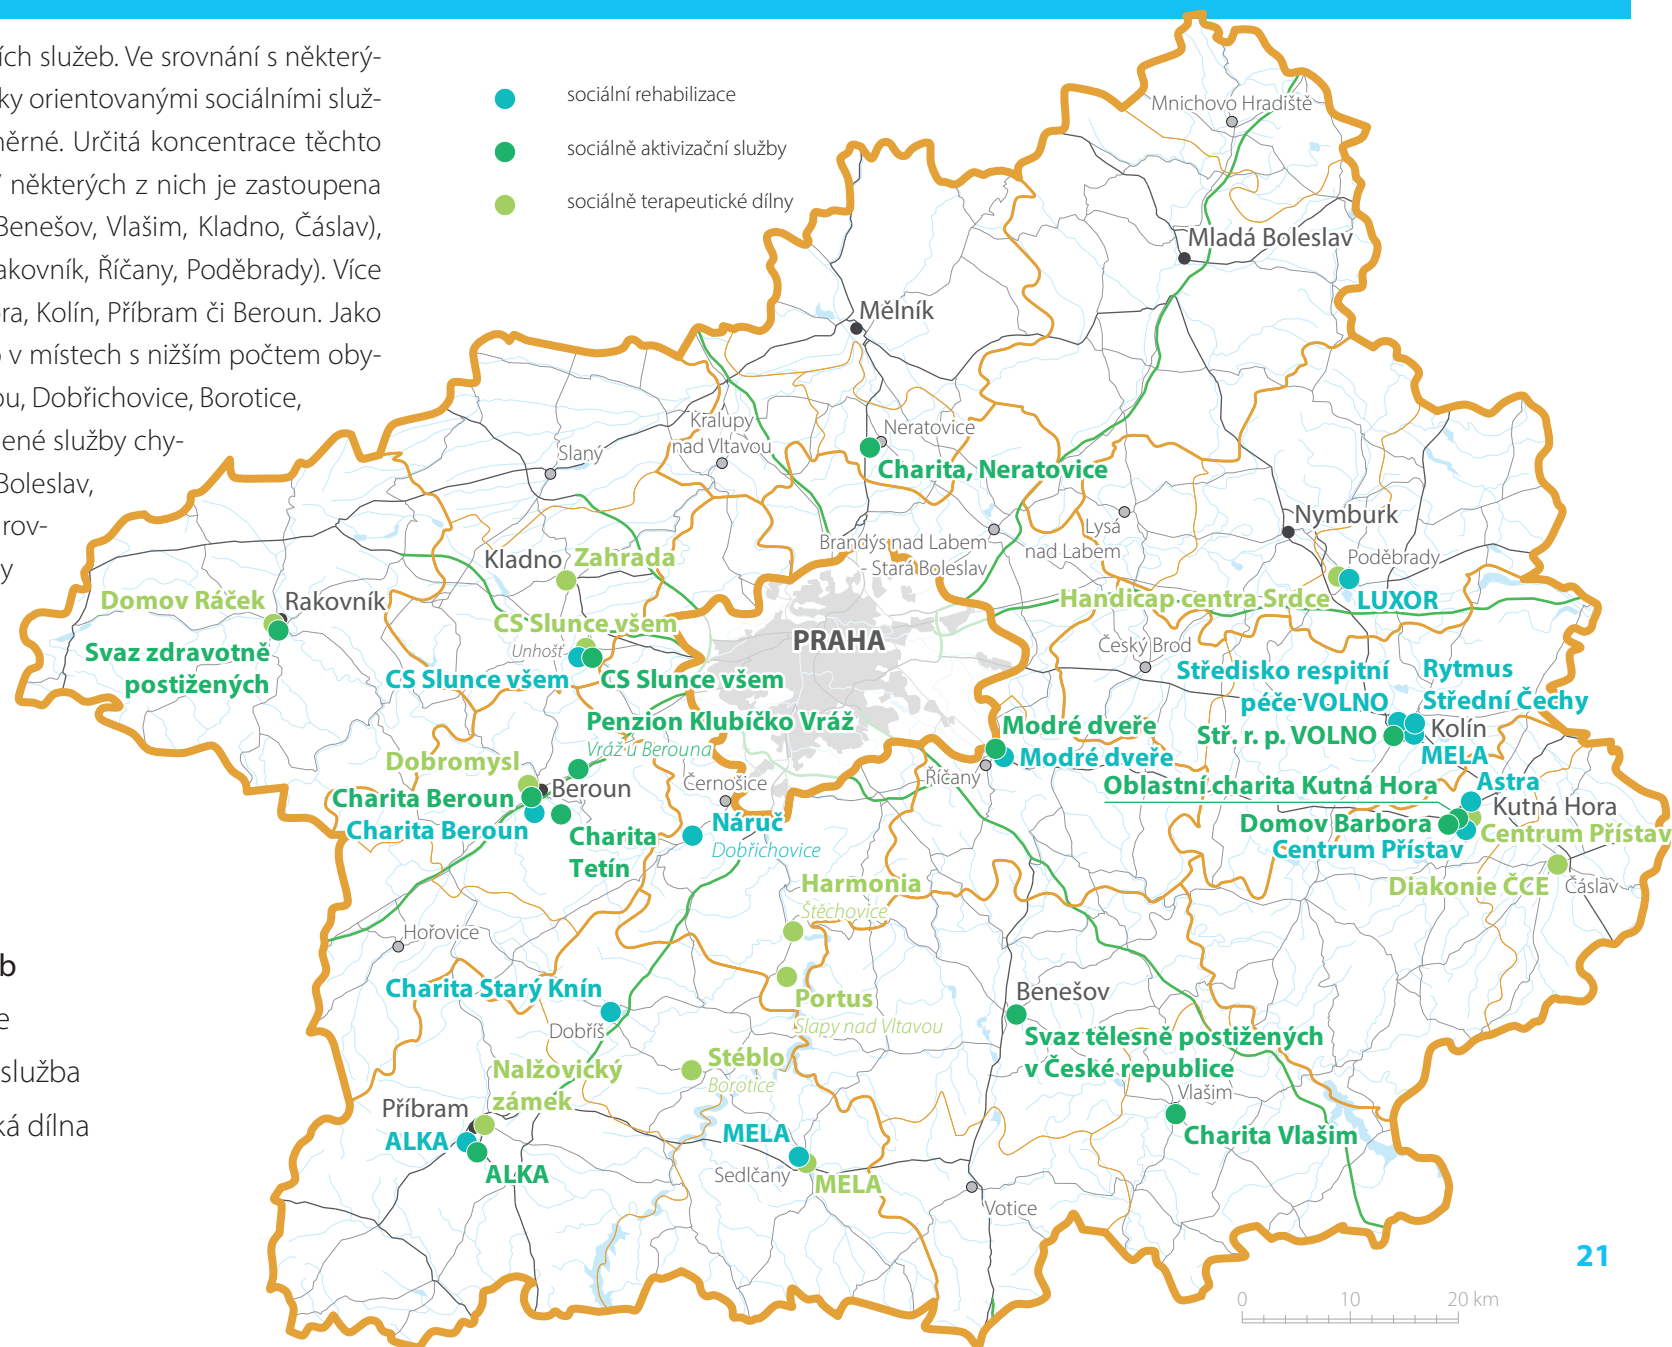 ích služeb. Ve srovnání s některý-
ky orientovanými sociálními služ-
něrné. Určitá koncentrace těchto
některých z nich je zastoupena
Benešov, Vlašim, Kladno, Čáslav),
akovník, Říčany, Poděbrady). Více
ora, Kolín, Příbram či Beroun. Jako
o v místech s nižším počtem oby-
ou, Dobřichovice, Borotice,
ené služby chy-
Boleslav,
rov-
y
b
e
služba
ká dílna
sociální rehabilizace
sociálně aktivizační služby
sociálně terapeutické dílny
Mnichovo Hradiště
Mladá Boleslav
Mělník
Kralupy
nad Vltavou
Neratovice
Charita, Neratovice
Slaný
Lysá
nad Labem
Nymburk
Brandýs nad Labem
- Stará Boleslav
Poděbrady
Kladno
Zahrada
Handicap centra Srdce
LUXOR
Domov Ráček
Rakovník
Svaz zdravotně
postižených
CS Slunce všem
Unhošť
CS Slunce všem
CS Slunce všem
PRAHA
Český Brod
Středisko respitní
péče VOLNO
Rytmus
Střední Čechy
Stř. r. p. VOLNO
Kolín
MELA
Penzion Klubíčko Vráž
Vráž u Berouna
Modré dveře
Modré dveře
Říčany
Dobromysl
Charita Beroun
Beroun
Charita Beroun
Charita
Tetín
Černošice
Náruč
Dobřichovice
Oblastní charita Kutná Hora
Astra
Kutná Hora
Domov Barbora
Centrum Přístav
Centrum Přístav
Diakonie ČCE
Čáslav
Harmonia
Štěchovice
Hořovice
Charita Starý Knín
Dobříš
Portus
Slapy nad Vltavou
Benešov
Svaz tělesně postižených
v České republice
Nalžovický
zámek
Stéblo
Borotice
Vlašim
Charita Vlašim
Příbram
ALKA
ALKA
MELA
Sedlčany
MELA
Votice
21
0 10 20 km